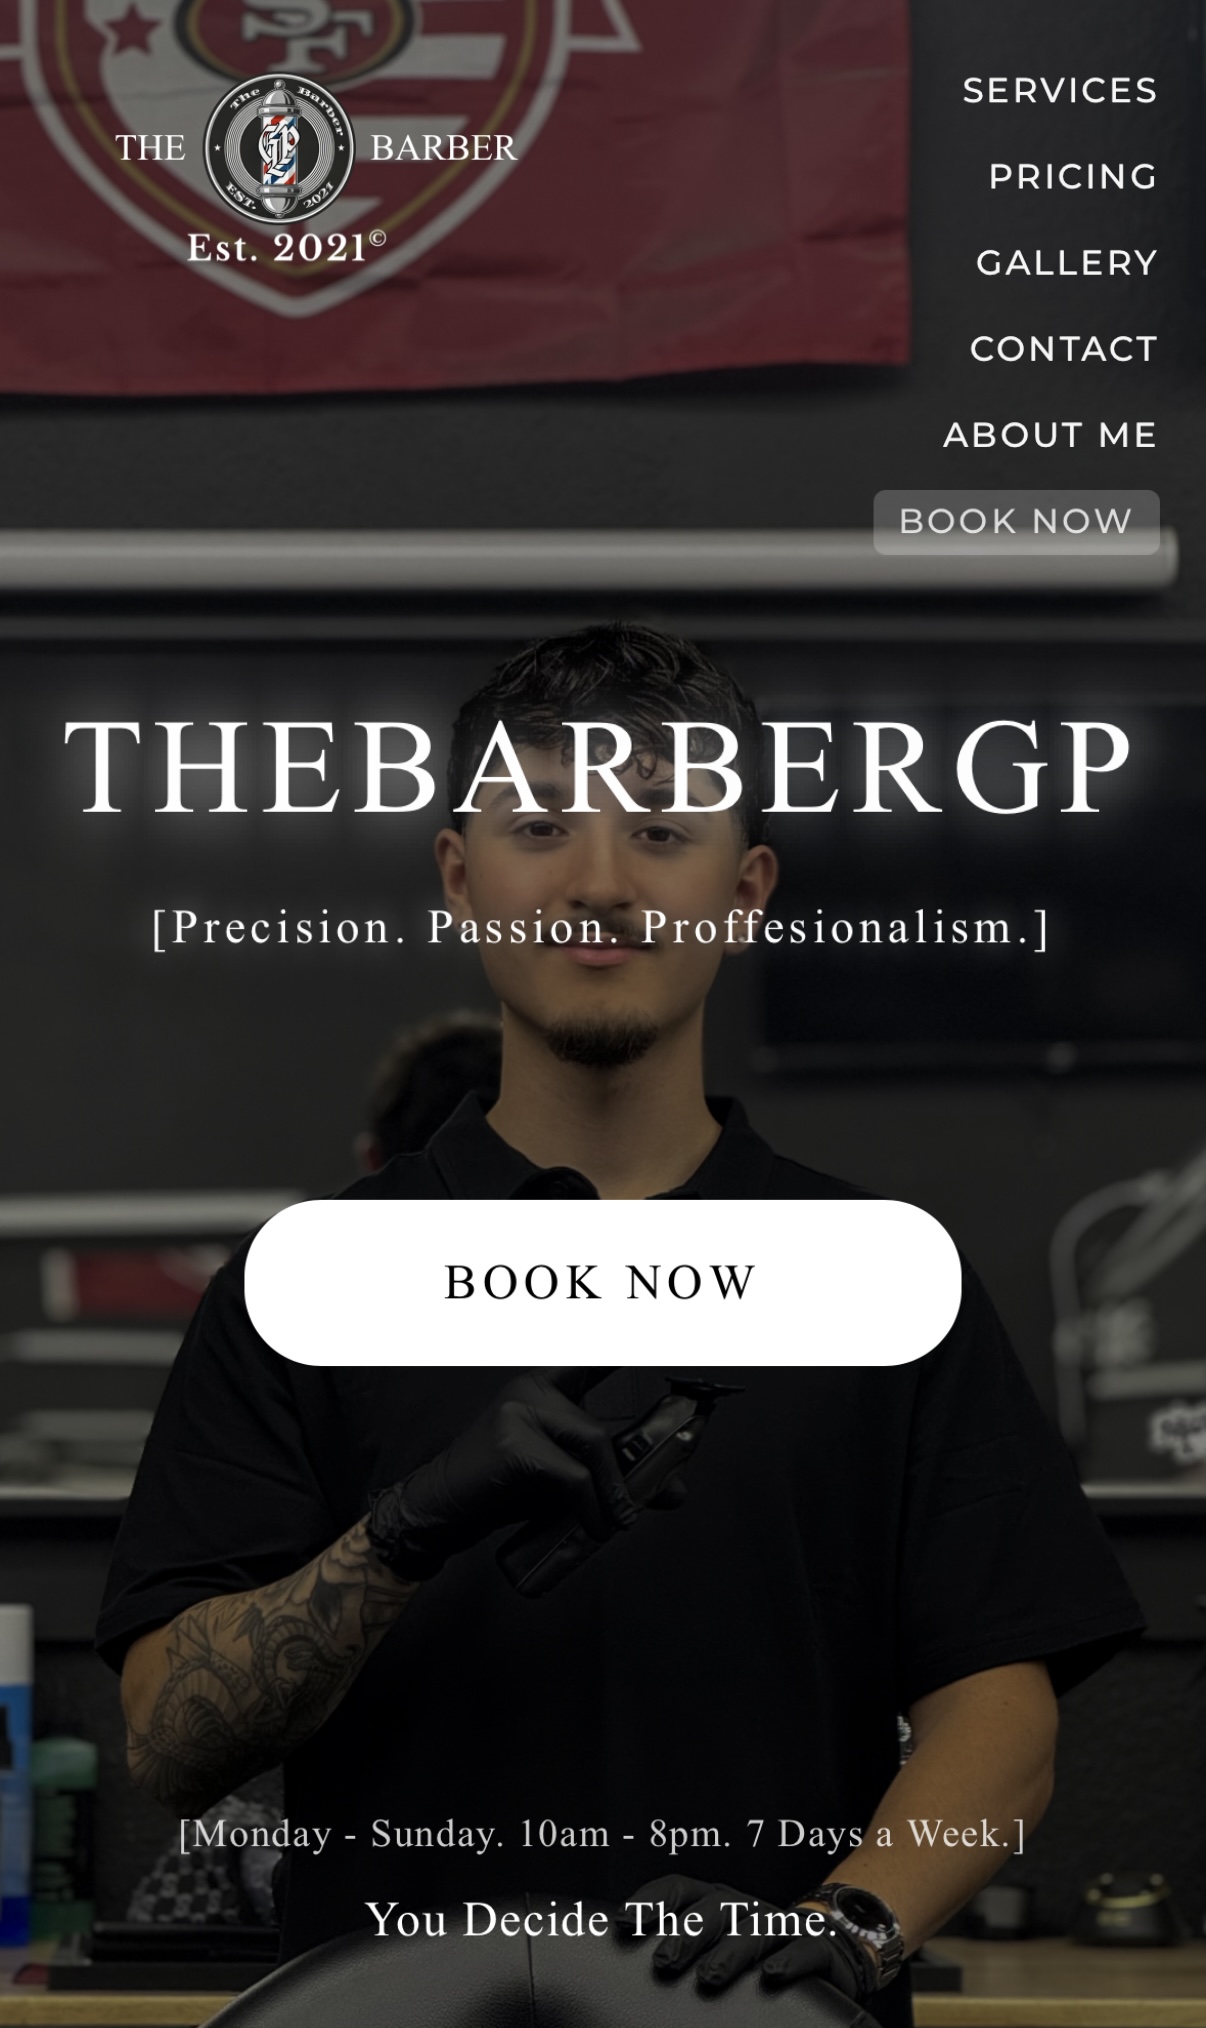 SF
THE
The Barber
GP
EST. 2021
BARBER
Est. 2021©
SERVICES
PRICING
GALLERY
CONTACT
ABOUT ME
BOOK NOW
THEBARBERGP
[Precision. Passion. Proffesionalism.]
BOOK NOW
[Monday - Sunday. 10am - 8pm. 7 Days a Week.]
You Decide The Time.